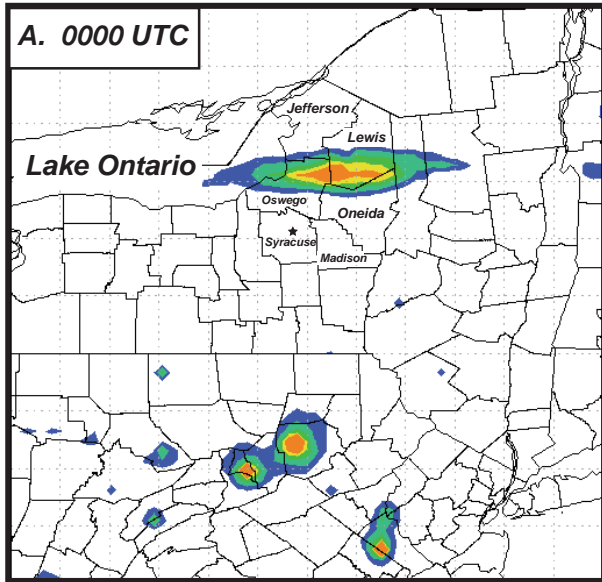 A. 0000 UTC
Jefferson
Lewis
Lake Ontario
Oswego
Oneida
Syracuse
Madison